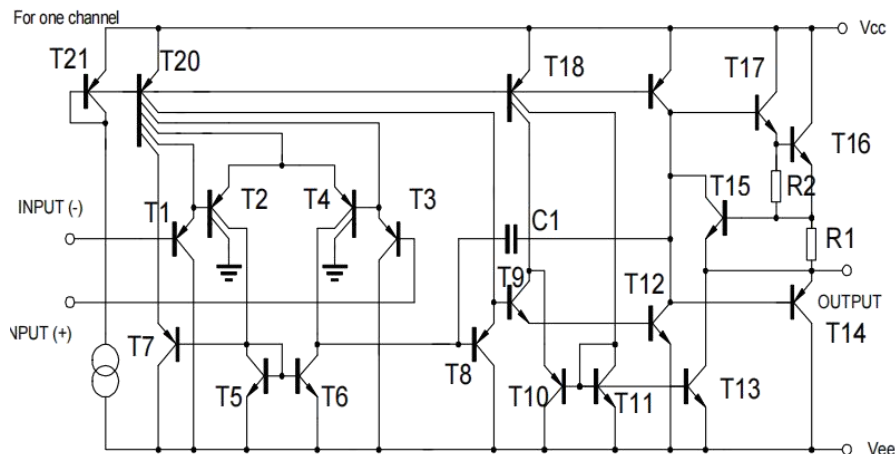 For one channel
Vcc
T21
T20
T18
T17
T16
T15
R2
R1
INPUT (-)
T1
T2
T4
T3
C1
T9
T12
OUTPUT
NPUT (+)
T7
T5
T6
T8
T10
T11
T13
T14
Vee